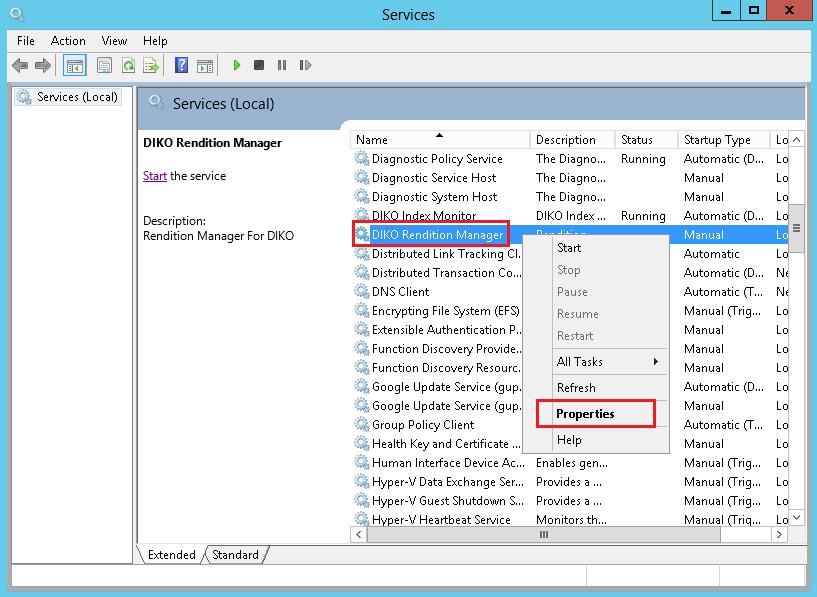 Services
File Action View Help
Services (Local)
Services (Local)
DIKO Rendition Manager
Start the service
Description:
Rendition Manager For DIKO
Name Description Status Startup Type Lo
Diagnostic Policy Service The Diagno... Running Automatic (D... Lo
Diagnostic Service Host The Diagno... Manual Lo
Diagnostic System Host The Diagno... Manual Lo
DIKO Index Monitor DIKO Index ... Running Automatic (D... Lo
DIKO Rendition Manager Rendition Manual Lo
Distributed Link Tracking Cl. Automatic Lo
Distributed Transaction Co... Automatic (D... Ne
DNS Client Automatic (T... Ne
Encrypting File System (EFS) Manual (Trig... Lo
Extensible Authentication P... Manual Lo
Function Discovery Provide... Manual Lo
Function Discovery Resourc... Manual Lo
Google Update Service (gup. Automatic (D... Lo
Google Update Service (gup. Manual Lo
Group Policy Client Automatic (T... Lo
Health Key and Certificate ... Manual Lo
Human Interface Device Ac... Enables gen... Manual (Trig... Lo
Hyper-V Data Exchange Ser... Provides a ... Manual (Trig... Lo
Hyper-V Guest Shutdown S... Provides a ... Manual (Trig... Lo
Hyper-V Heartbeat Service Monitors th... Manual (Trig... Lo
Start
Stop
Pause
Resume
Restart
All Tasks
Refresh
Properties
Help
Extended Standard